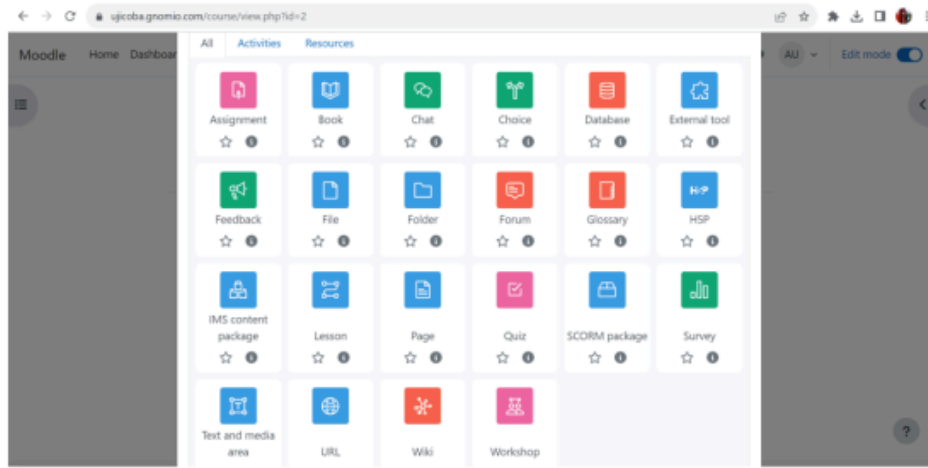 ujicoba.gnomio.com/course/view.php?id=2
Moodle Home Dashboar
All Activities Resources
AU Edit mode
Assignment Book Chat Choice Database External tool
H-P
Feedback File Folder Forum Glossary H5P
IMS content
package Lesson Page Quiz SCORM package Survey
Text and media
area URL Wiki Workshop
?